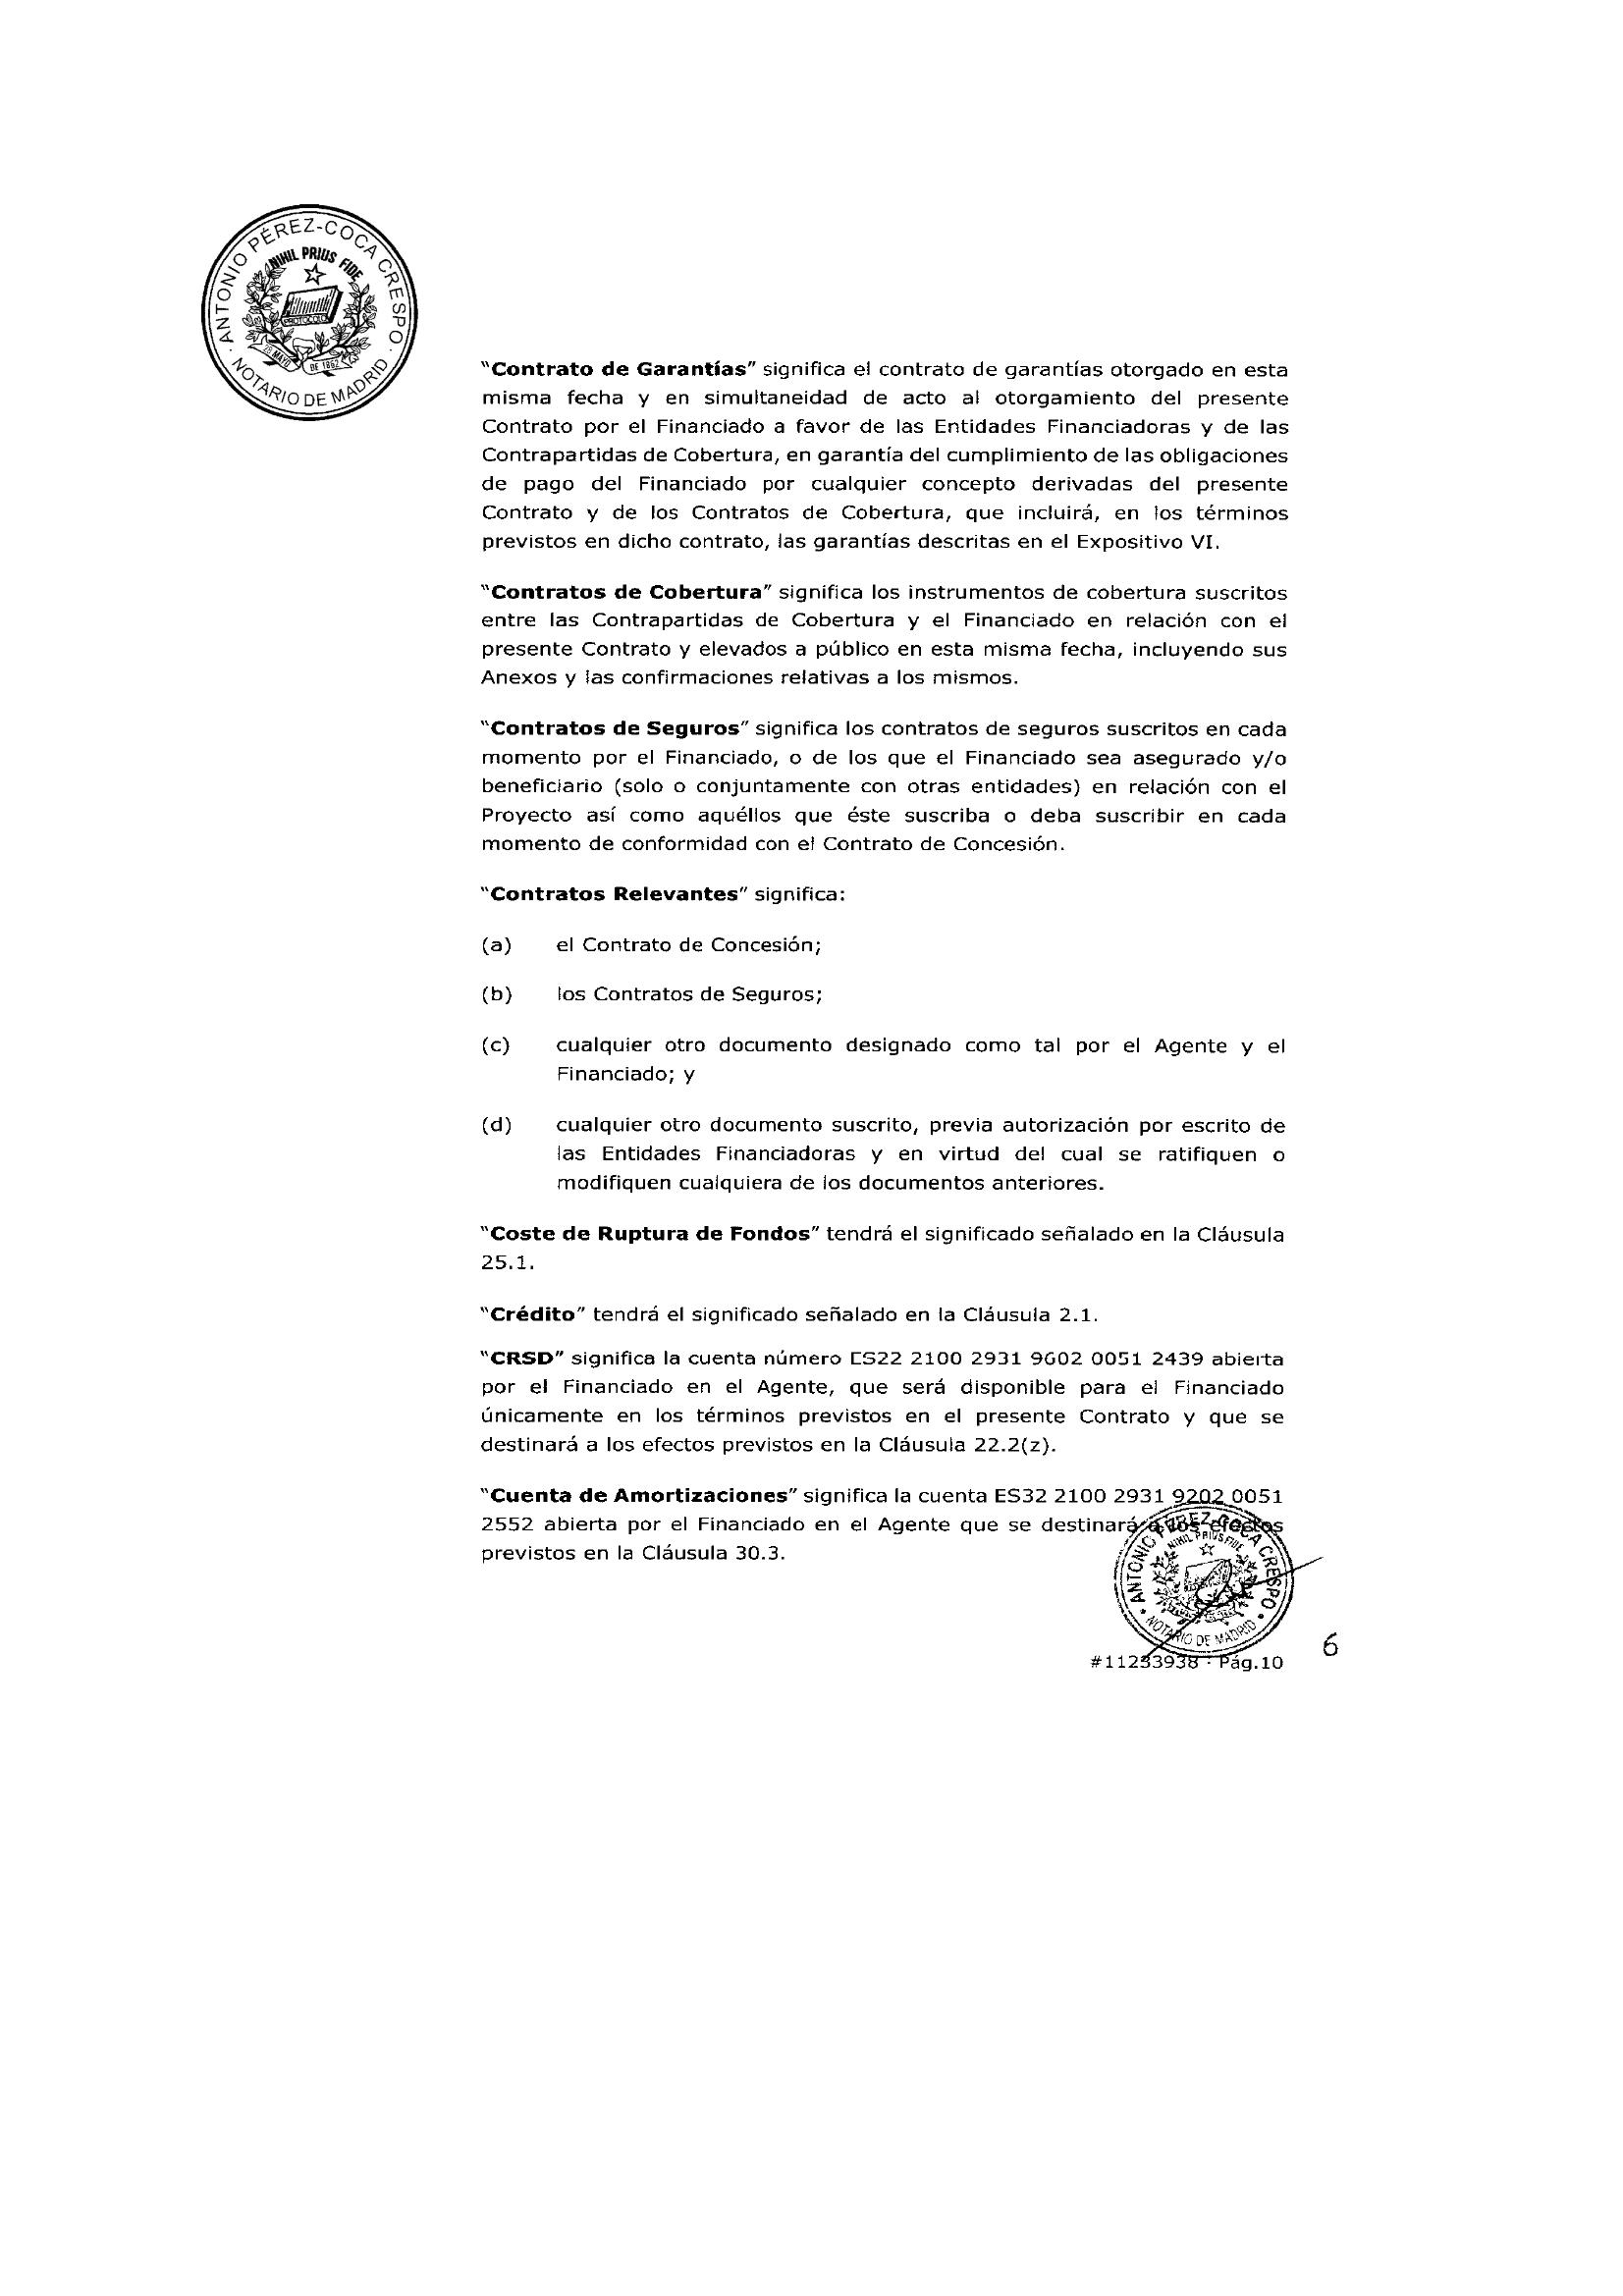 ANTONIO PÉREZ-COCA CRESPO
NIHIL PRIUS FIDE
PROTOCOLO
28 MAYO DE 1862
NOTARIO DE MADRID
"Contrato de Garantías" significa el contrato de garantías otorgado en esta
misma fecha y en simultaneidad de acto al otorgamiento del presente
Contrato por el Financiado a favor de las Entidades Financiadoras y de las
Contrapartidas de Cobertura, en garantía del cumplimiento de las obligaciones
de pago del Financiado por cualquier concepto derivadas del presente
Contrato y de los Contratos de Cobertura, que incluirá, en los términos
previstos en dicho contrato, las garantías descritas en el Expositivo VI.
"Contratos de Cobertura" significa los instrumentos de cobertura suscritos
entre las Contrapartidas de Cobertura y el Financiado en relación con el
presente Contrato y elevados a público en esta misma fecha, incluyendo sus
Anexos y las confirmaciones relativas a los mismos.
"Contratos de Seguros" significa los contratos de seguros suscritos en cada
momento por el Financiado, o de los que el Financiado sea asegurado y/o
beneficiario (solo o conjuntamente con otras entidades) en relación con el
Proyecto así como aquéllos que éste suscriba o deba suscribir en cada
momento de conformidad con el Contrato de Concesión.
"Contratos Relevantes" significa:
(a) el Contrato de Concesión;
(b) los Contratos de Seguros;
(c) cualquier otro documento designado como tal por el Agente y el
Financiado; y
(d) cualquier otro documento suscrito, previa autorización por escrito de
las Entidades Financiadoras y en virtud del cual se ratifiquen o
modifiquen cualquiera de los documentos anteriores.
"Coste de Ruptura de Fondos" tendrá el significado señalado en la Cláusula
25.1.
"Crédito" tendrá el significado señalado en la Cláusula 2.1.
"CRSD" significa la cuenta número ES22 2100 2931 9602 0051 2439 abierta
por el Financiado en el Agente, que será disponible para el Financiado
únicamente en los términos previstos en el presente Contrato y que se
destinará a los efectos previstos en la Cláusula 22.2(z).
"Cuenta de Amortizaciones" significa la cuenta ES32 2100 2931 9202 0051
2552 abierta por el Financiado en el Agente que se destinará a los efectos
previstos en la Cláusula 30.3.
ANTONIO PÉREZ-COCA CRESPO
NIHIL PRIUS FIDE
NOTARIO DE MADRID
#11233938 · Pág.10
6